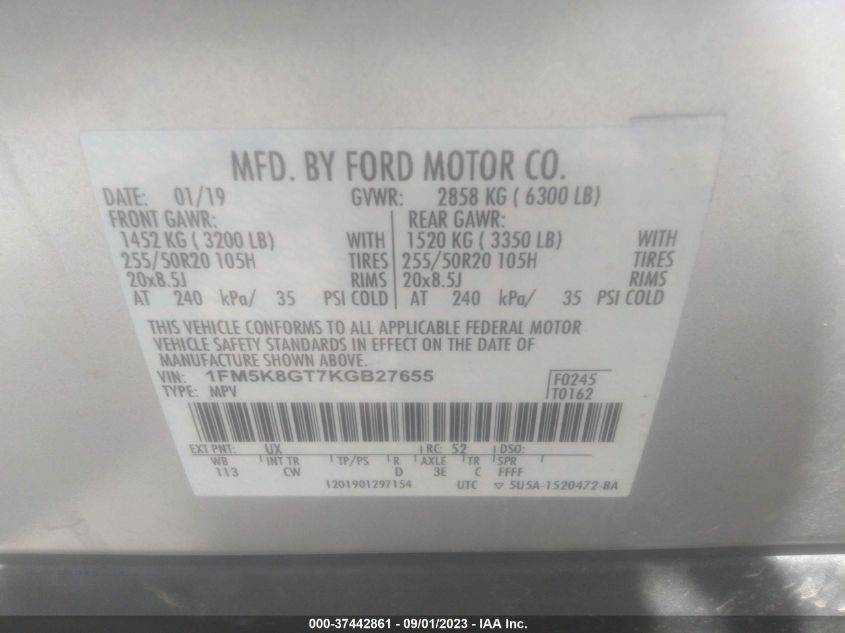 MFD. BY FORD MOTOR CO.
DATE: 01/19 GVWR: 2858 KG ( 6300 LB)
FRONT GAWR: REAR GAWR:
1452 KG ( 3200 LB) WITH 1520 KG ( 3350 LB) WITH
255/50R20 105H TIRES 255/50R20 105H TIRES
20x8.5J RIMS 20x8.5J RIMS
AT 240 kPa/ 35 PSI COLD AT 240 kPa/ 35 PSI COLD
THIS VEHICLE CONFORMS TO ALL APPLICABLE FEDERAL MOTOR
VEHICLE SAFETY STANDARDS IN EFFECT ON THE DATE OF
MANUFACTURE SHOWN ABOVE.
VIN: 1FM5K8GT7KGB27655 F0245
TYPE: MPV T0162
EXT PNT: UX RC: 52 DSO:
WB INT TR TP/PS R AXLE TR SPR
113 CW D 3E C FFFF
1201901297154 UTC ▽ 5U5A-1520472-BA
000-37442861 - 09/01/2023 - IAA Inc.